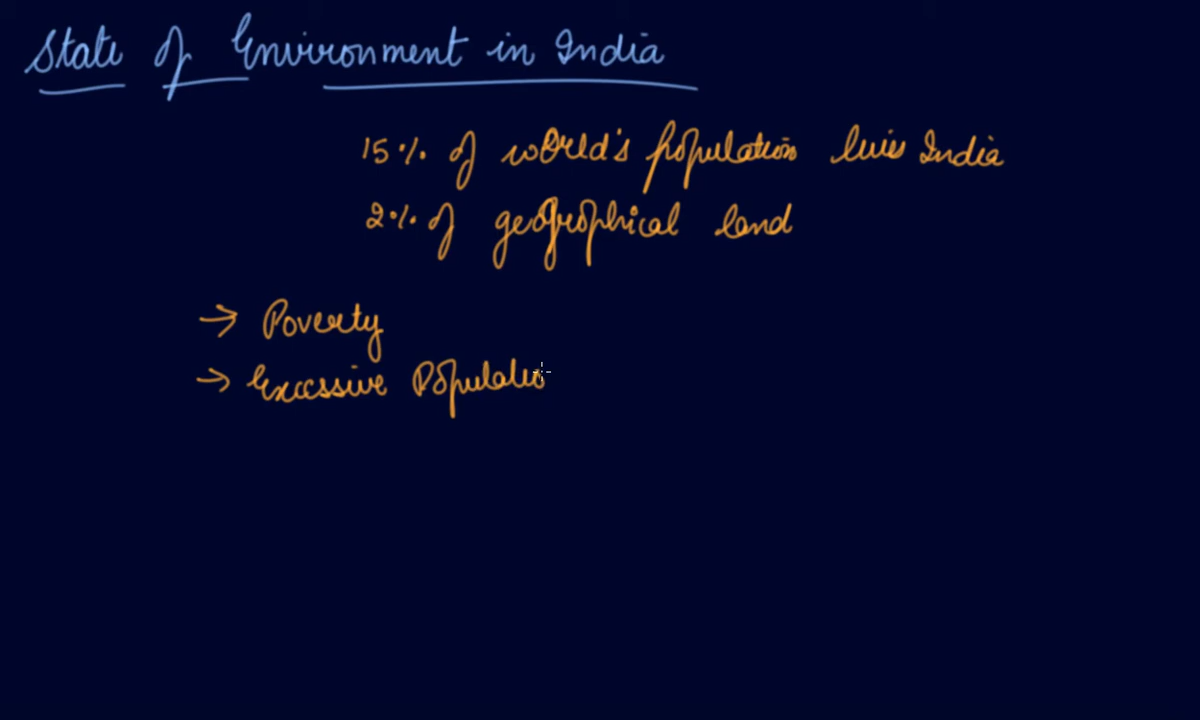 State of Environment in India
15% of world's population lives India
2% of geographical land
→ Poverty
→ Excessive Populatio